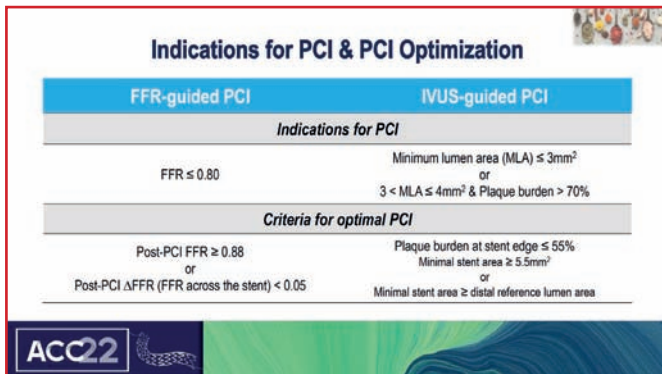 Indications for PCI & PCI Optimization
FFR-guided PCI
IVUS-guided PCI
Indications for PCI
FFR ≤ 0.80
Minimum lumen area (MLA) ≤ 3mm²
or
3 < MLA ≤ 4mm² & Plaque burden > 70%
Criteria for optimal PCI
Post-PCI FFR ≥ 0.88
or
Post-PCI ΔFFR (FFR across the stent) < 0.05
Plaque burden at stent edge ≤ 55%
Minimal stent area ≥ 5.5mm²
or
Minimal stent area ≥ distal reference lumen area
ACC22